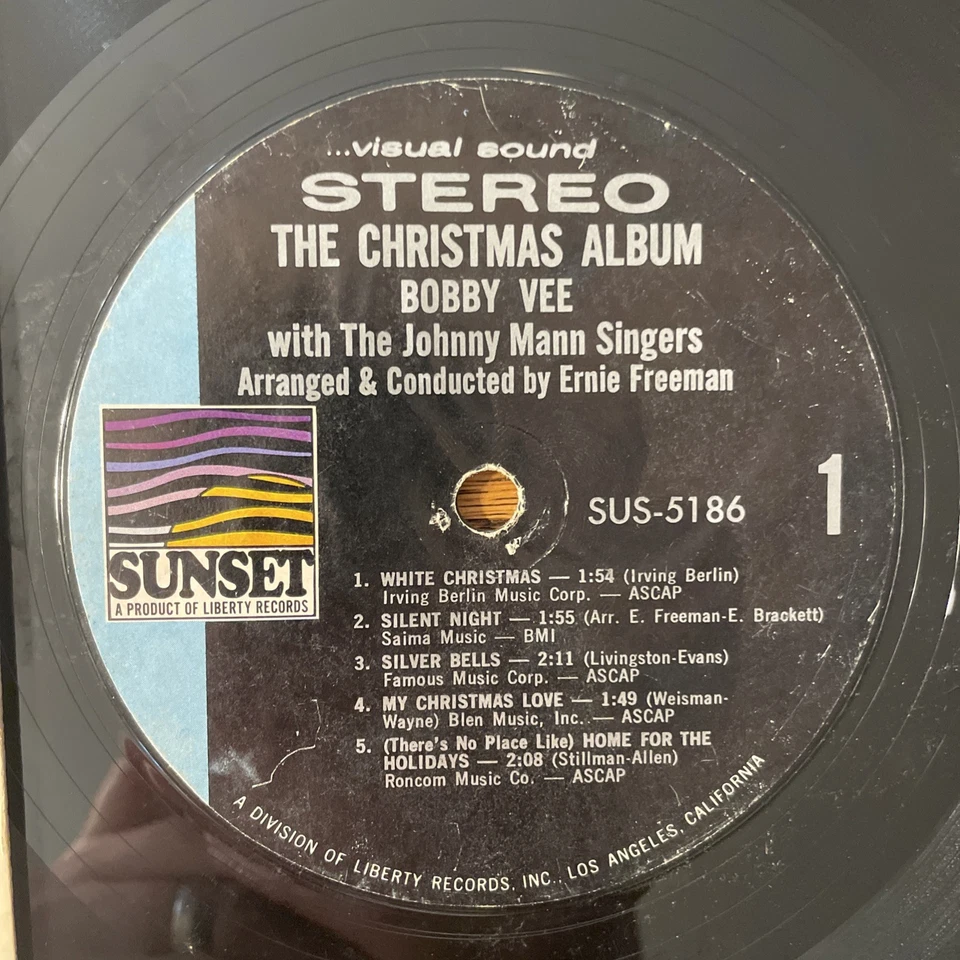 ...visual sound
STEREO
THE CHRISTMAS ALBUM
BOBBY VEE
with The Johnny Mann Singers
Arranged & Conducted by Ernie Freeman
SUNSET
A PRODUCT OF LIBERTY RECORDS
SUS-5186
1
1. WHITE CHRISTMAS — 1:54 (Irving Berlin)
Irving Berlin Music Corp. — ASCAP
2. SILENT NIGHT — 1:55 (Arr. E. Freeman-E. Brackett)
Saima Music — BMI
3. SILVER BELLS — 2:11 (Livingston-Evans)
Famous Music Corp. — ASCAP
4. MY CHRISTMAS LOVE — 1:49 (Weisman-
Wayne) Blen Music, Inc. — ASCAP
5. (There's No Place Like) HOME FOR THE
HOLIDAYS — 2:08 (Stillman-Allen)
Roncom Music Co. — ASCAP
A DIVISION OF LIBERTY RECORDS, INC., LOS ANGELES, CALIFORNIA